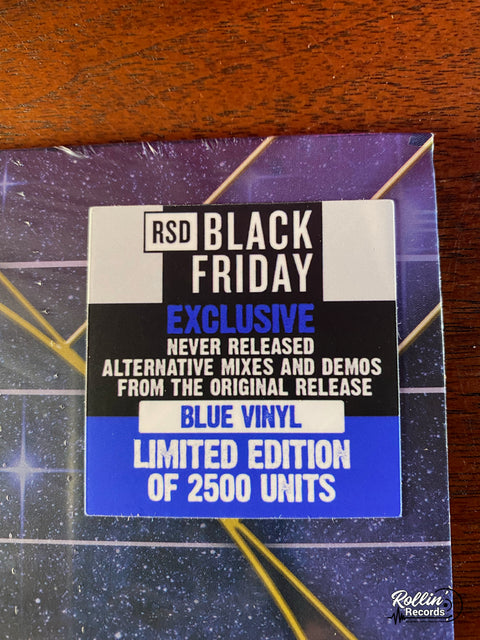 RSD BLACK
FRIDAY
EXCLUSIVE
NEVER RELEASED
ALTERNATIVE MIXES AND DEMOS
FROM THE ORIGINAL RELEASE
BLUE VINYL
LIMITED EDITION
OF 2500 UNITS
Rollin
Records